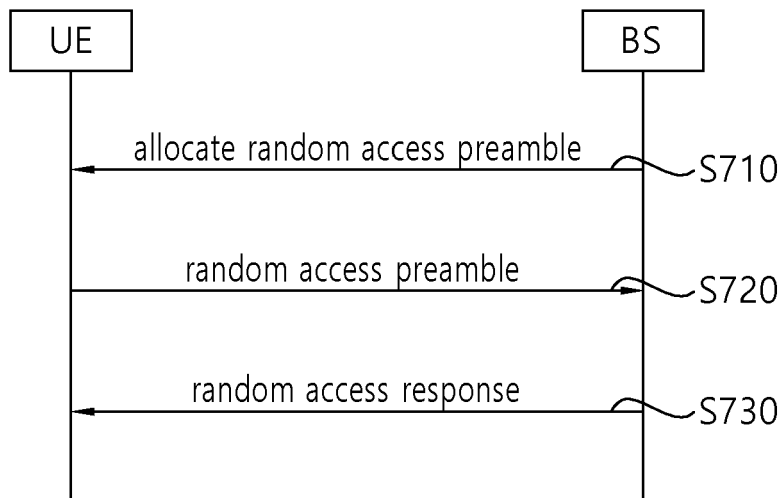 UE
BS
allocate random access preamble
S710
random access preamble
S720
random access response
S730